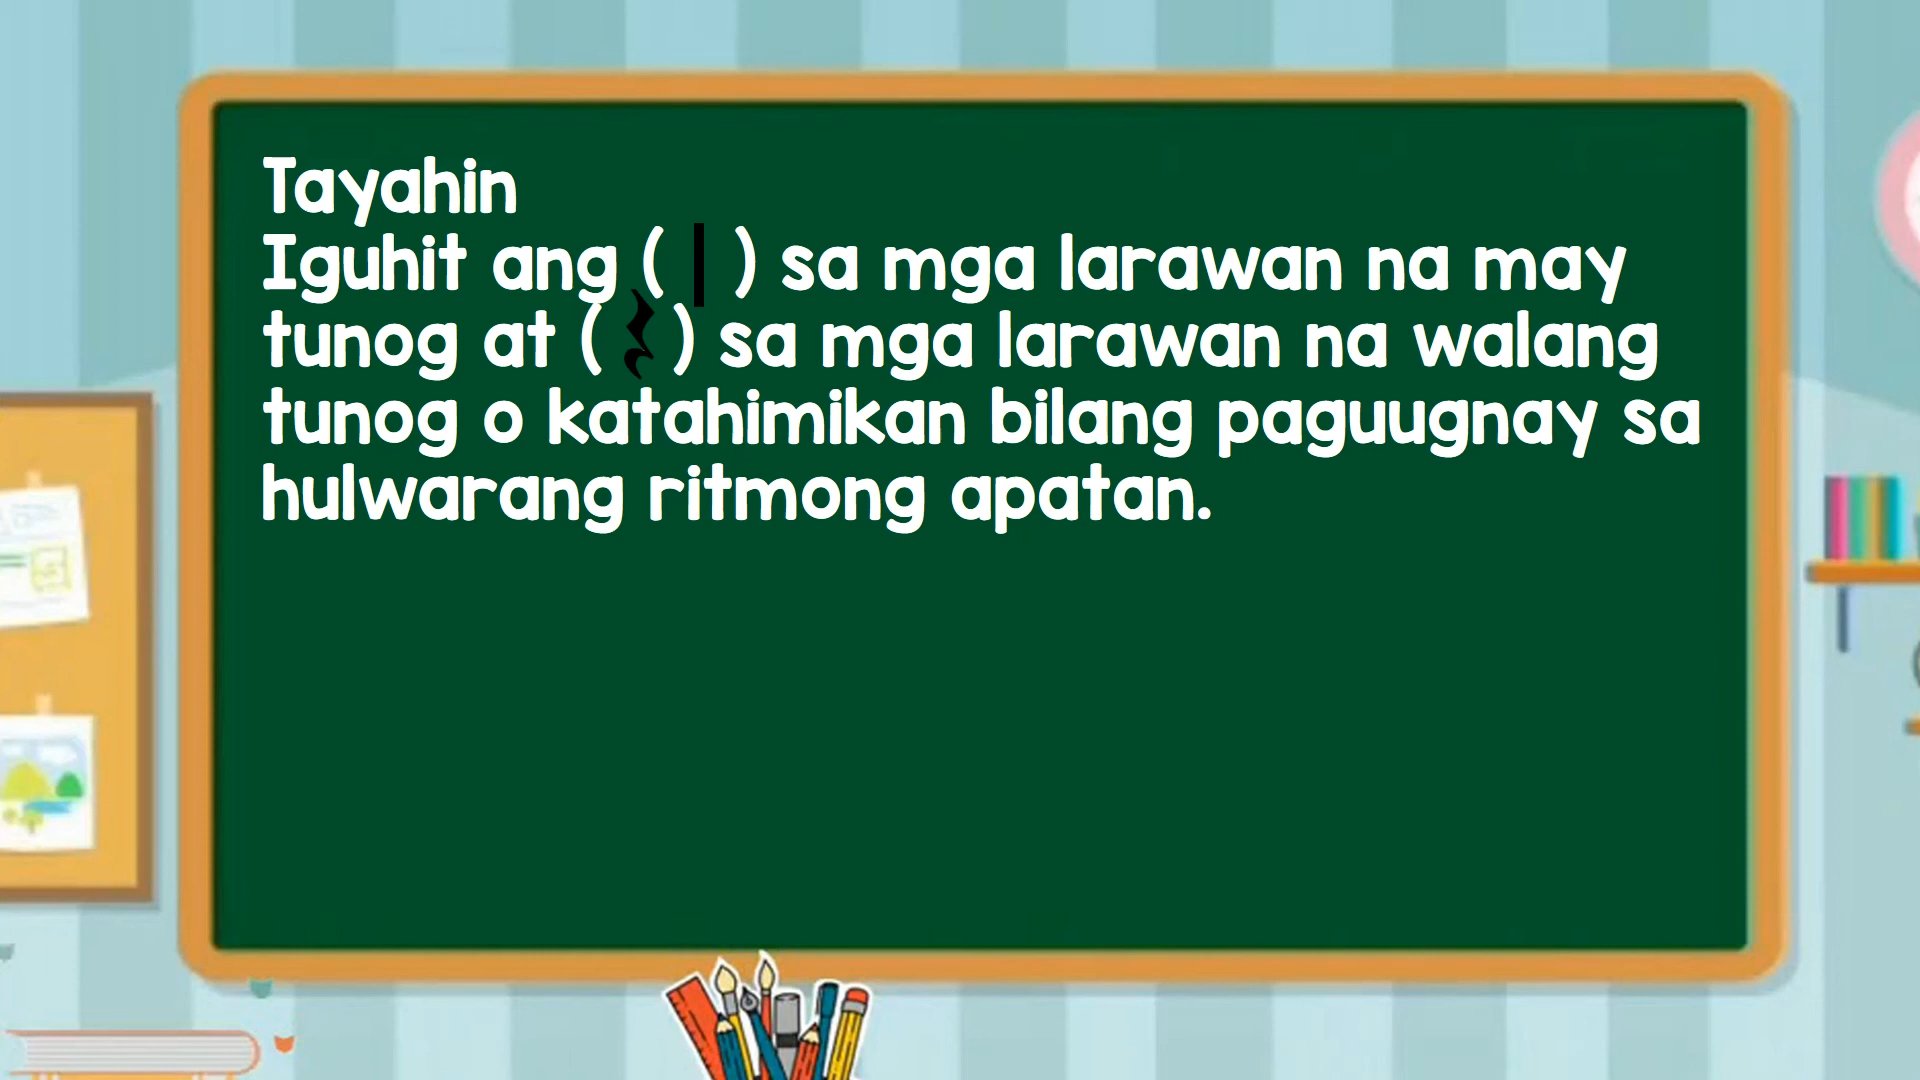 Tayahin
Iguhit ang ( | ) sa mga larawan na may
tunog at ( 𝄽 ) sa mga larawan na walang
tunog o katahimikan bilang paguugnay sa
hulwarang ritmong apatan.